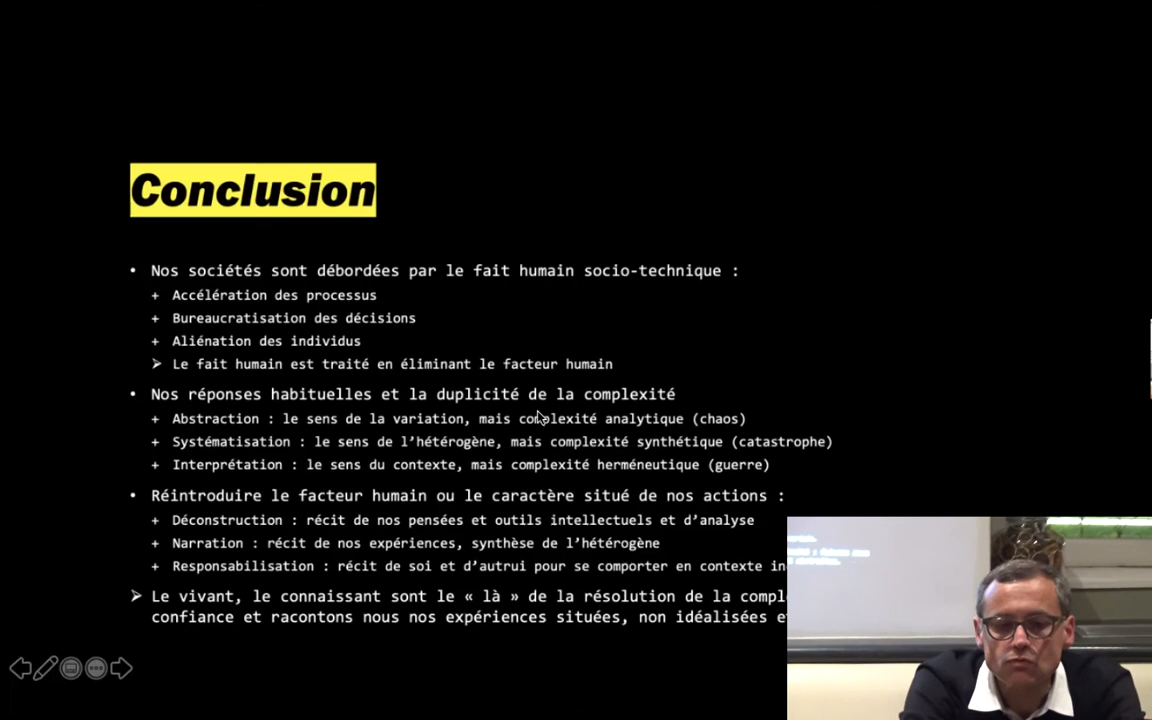 Conclusion
• Nos sociétés sont débordées par le fait humain socio-technique :
+ Accélération des processus
+ Bureaucratisation des décisions
+ Aliénation des individus
➢ Le fait humain est traité en éliminant le facteur humain
• Nos réponses habituelles et la duplicité de la complexité
+ Abstraction : le sens de la variation, mais complexité analytique (chaos)
+ Systématisation : le sens de l’hétérogène, mais complexité synthétique (catastrophe)
+ Interprétation : le sens du contexte, mais complexité herméneutique (guerre)
• Réintroduire le facteur humain ou le caractère situé de nos actions :
+ Déconstruction : récit de nos pensées et outils intellectuels et d’analyse
+ Narration : récit de nos expériences, synthèse de l’hétérogène
+ Responsabilisation : récit de soi et d’autrui pour se comporter en contexte
➢ Le vivant, le connaissant sont le « là » de la résolution de la
confiance et racontons nous nos expériences situées, non idéalisées